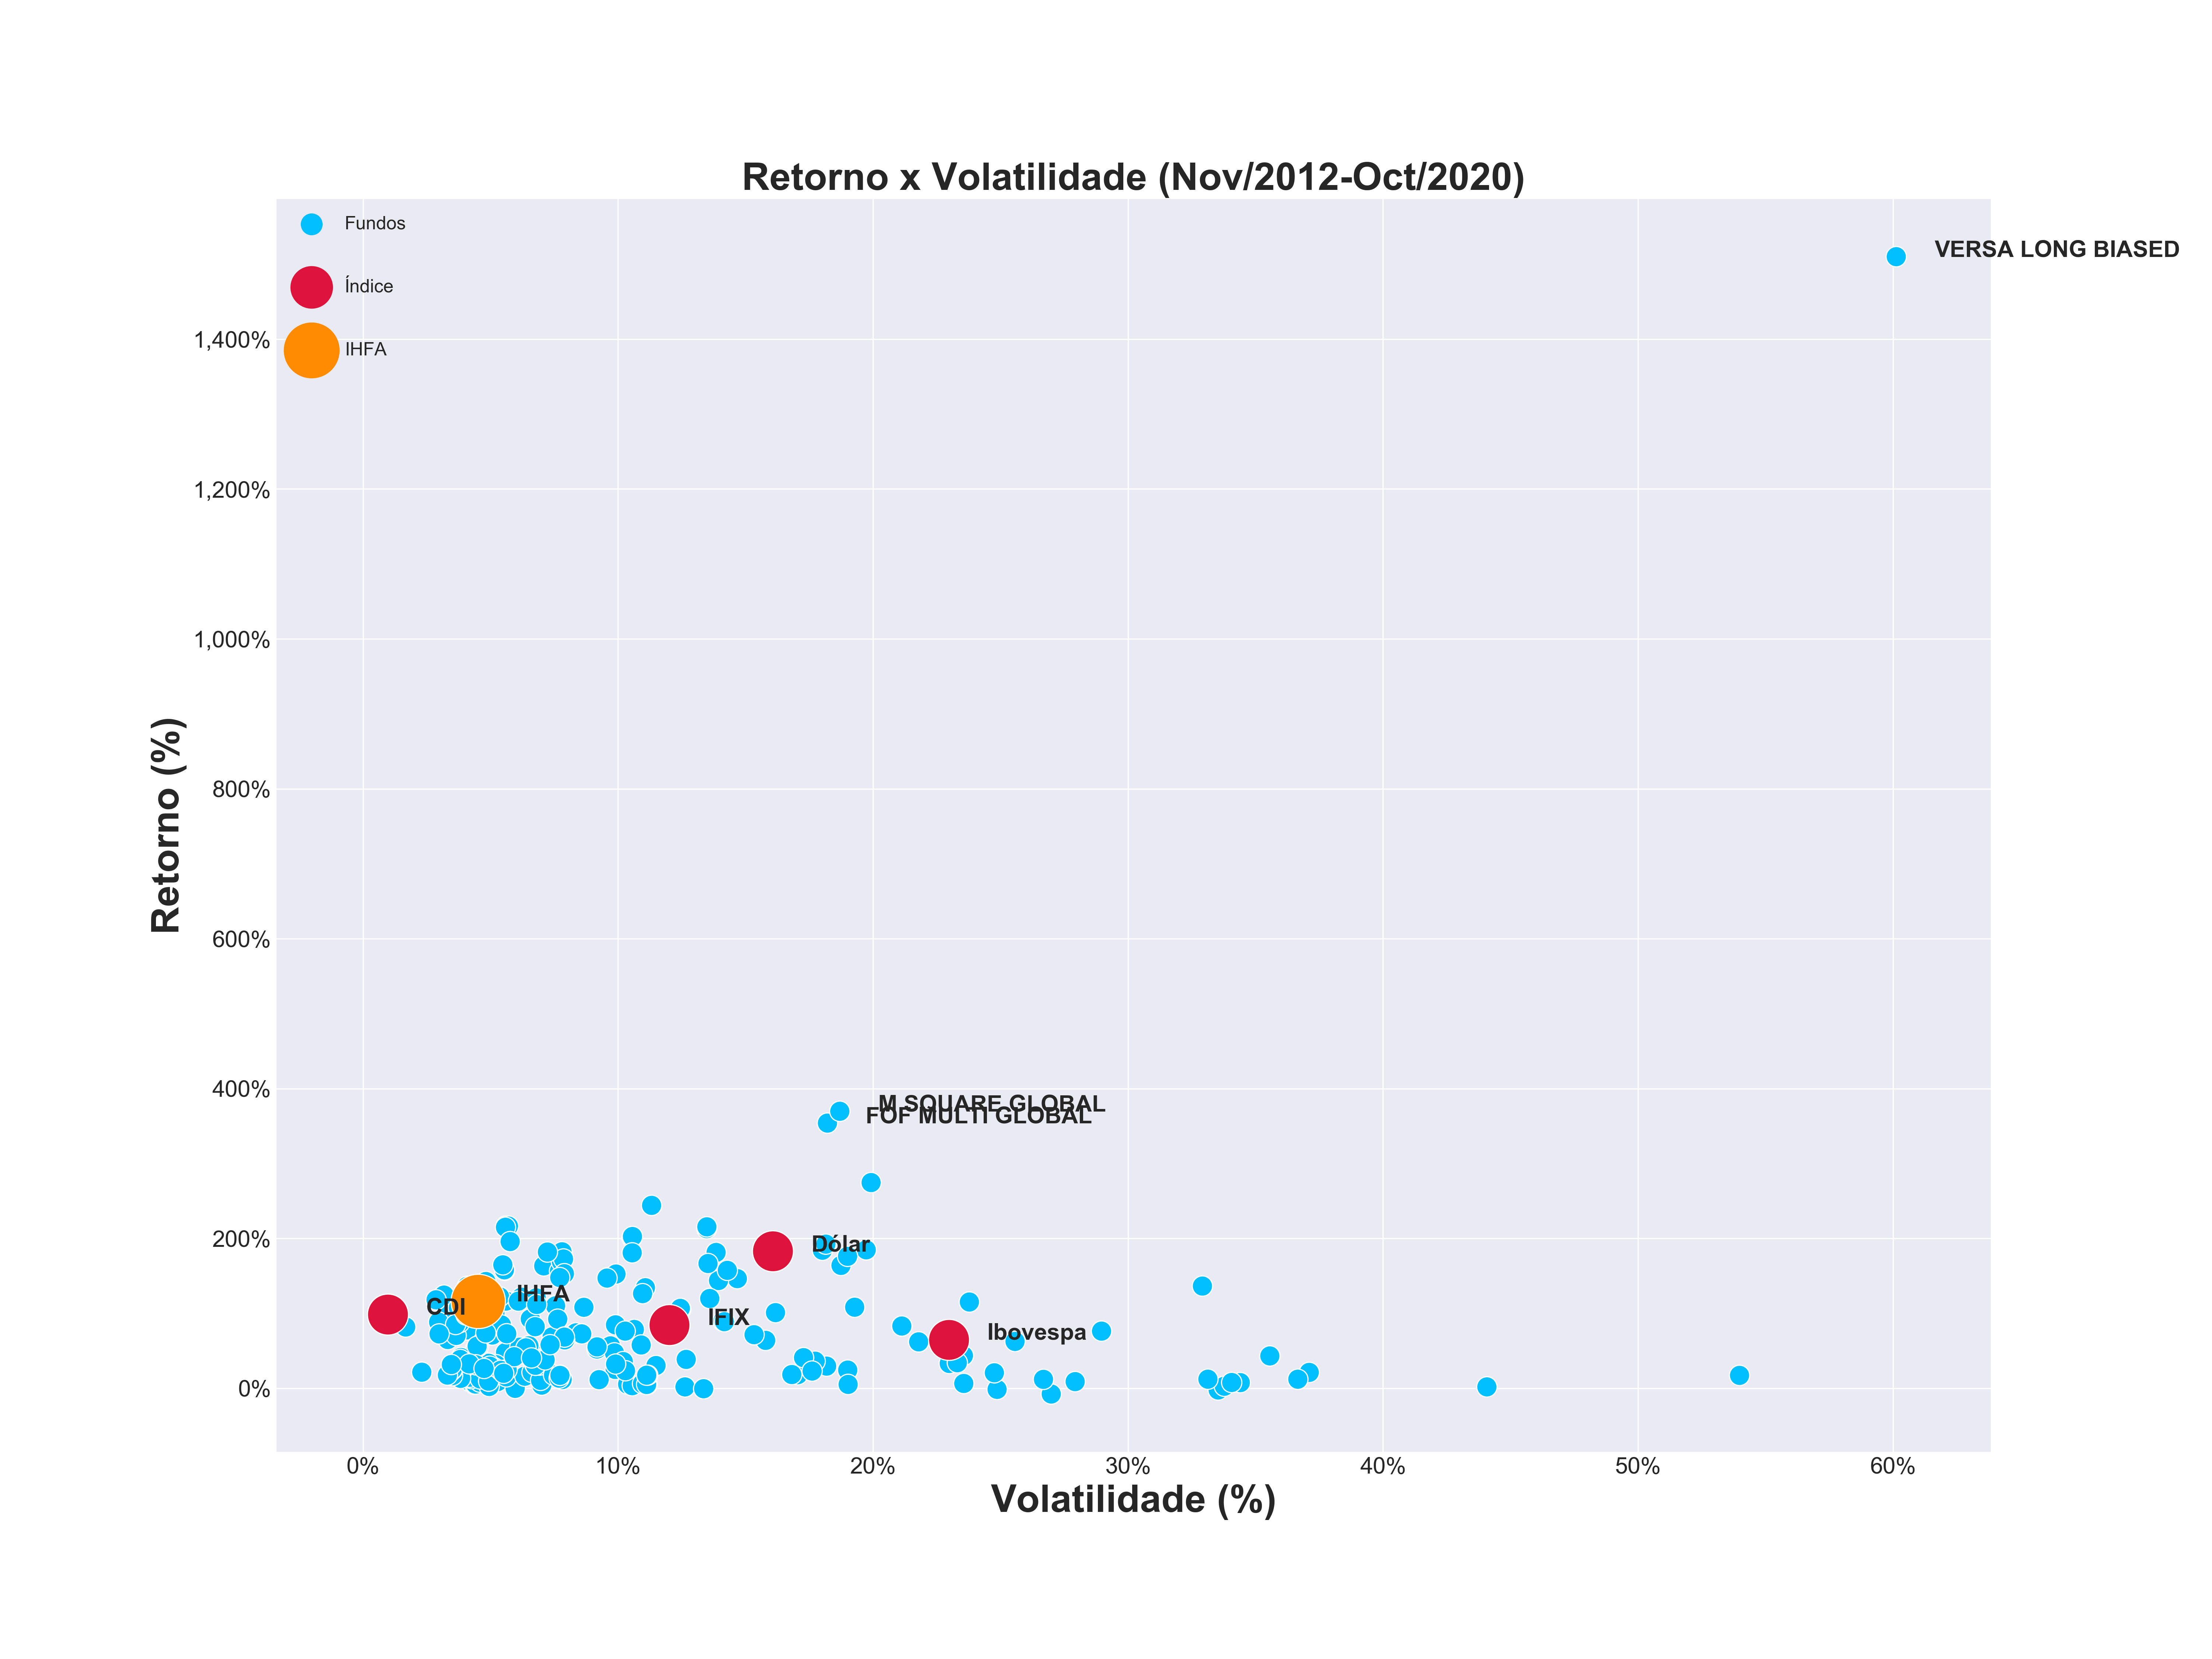 Retorno x Volatilidade (Nov/2012-Oct/2020)
Fundos
Índice
IHFA
VERSA LONG BIASED
1,400%
1,200%
1,000%
800%
600%
400%
200%
0%
Retorno (%)
M SQUARE GLOBAL
FOF MULTI GLOBAL
Dólar
IHFA
CDI
IFIX
Ibovespa
0%
10%
20%
30%
40%
50%
60%
Volatilidade (%)